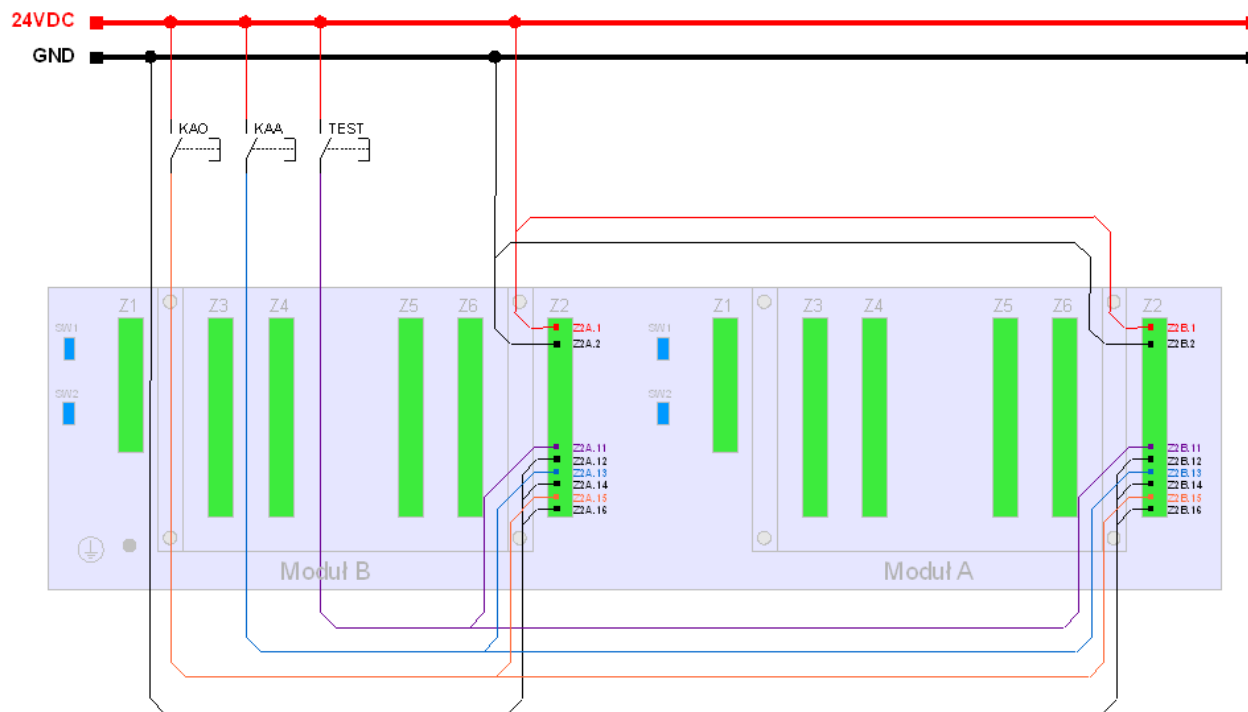 24VDC
GND
KAO KAA TEST
Z1 Z3 Z4 Z5 Z6 Z2 Z1 Z3 Z4 Z5 Z6 Z2
SW1 Z2A.1 SW1 Z2B.1
Z2A.2 Z2B.2
SW2 SW2
Z2A.11 Z2B.11
Z2A.12 Z2B.12
Z2A.13 Z2B.13
Z2A.14 Z2B.14
Z2A.15 Z2B.15
Z2A.16 Z2B.16
Moduł B Moduł A